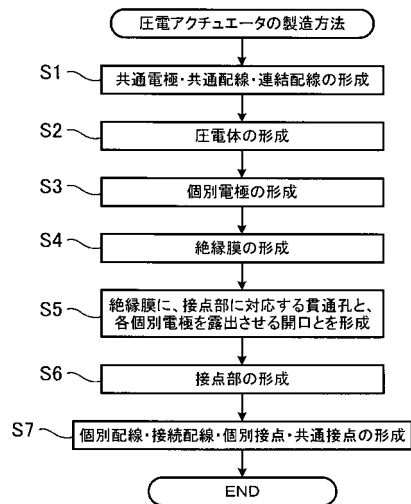 圧電アクチュエータの製造方法
S1
共通電極・共通配線・連結配線の形成
S2
圧電体の形成
S3
個別電極の形成
S4
絶縁膜の形成
S5
絶縁膜に、接点部に対応する貫通孔と、
各個別電極を露出させる開口とを形成
S6
接点部の形成
S7
個別配線・接続配線・個別接点・共通接点の形成
END